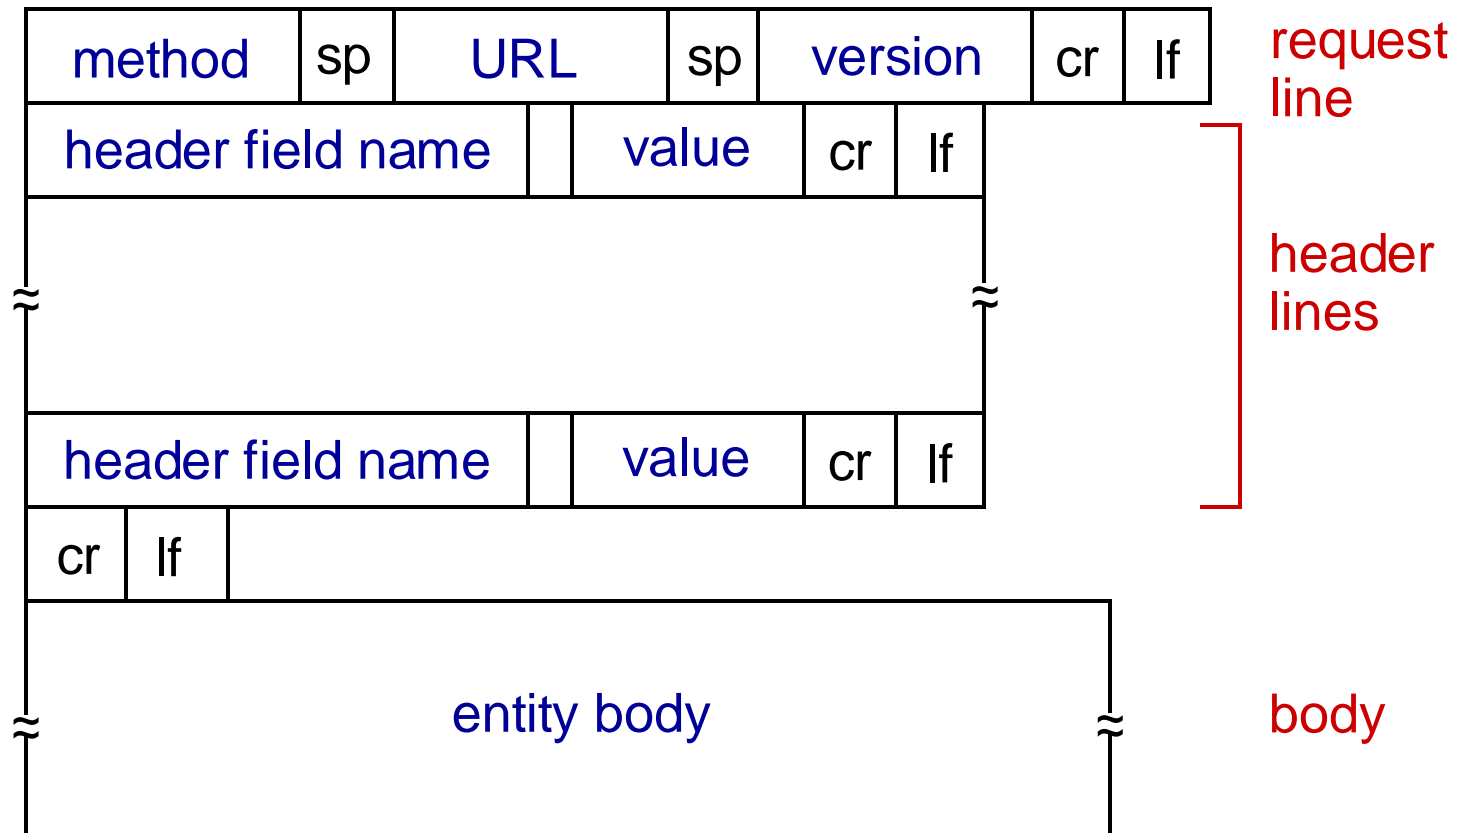 method sp URL sp version cr lf request
line
header field name value cr lf
header
lines
header field name value cr lf
cr lf
entity body body